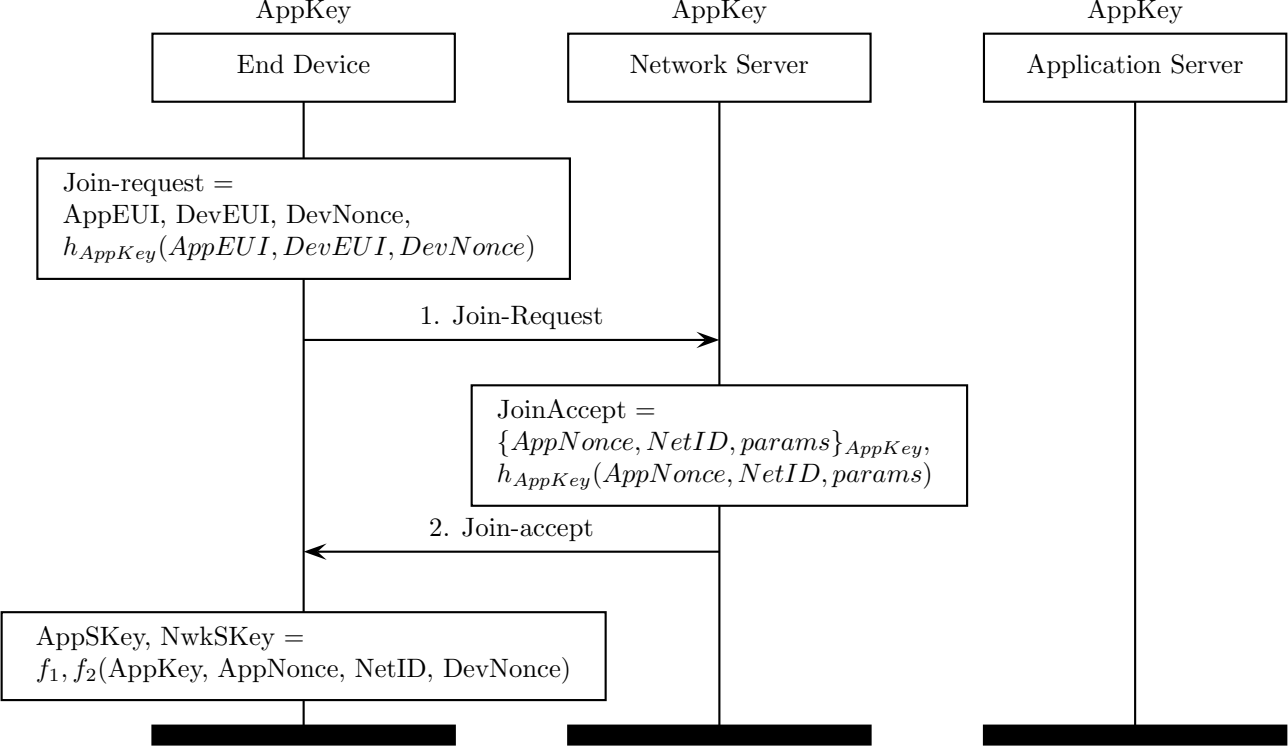 AppKey
AppKey
AppKey
End Device
Network Server
Application Server
Join-request =
AppEUI, DevEUI, DevNonce,
h_{AppKey}(AppEUI, DevEUI, DevNonce)
1. Join-Request
JoinAccept =
{AppNonce, NetID, params}_{AppKey},
h_{AppKey}(AppNonce, NetID, params)
2. Join-accept
AppSKey, NwkSKey =
f_1, f_2(AppKey, AppNonce, NetID, DevNonce)